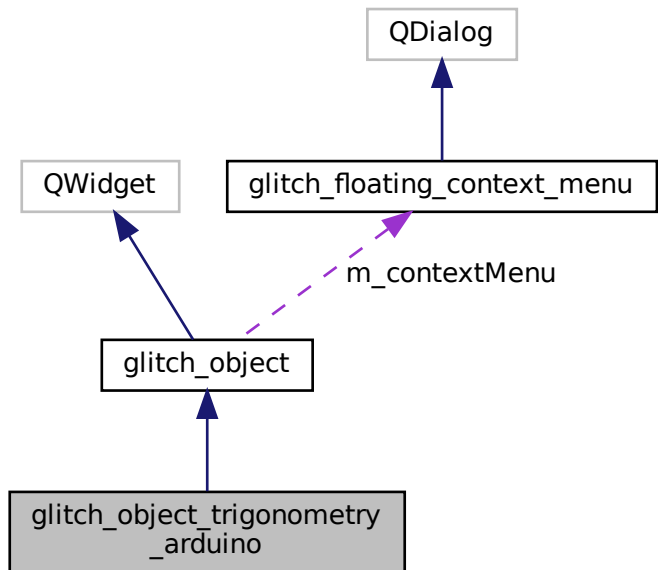 QDialog
QWidget
glitch_floating_context_menu
m_contextMenu
glitch_object
glitch_object_trigonometry
_arduino